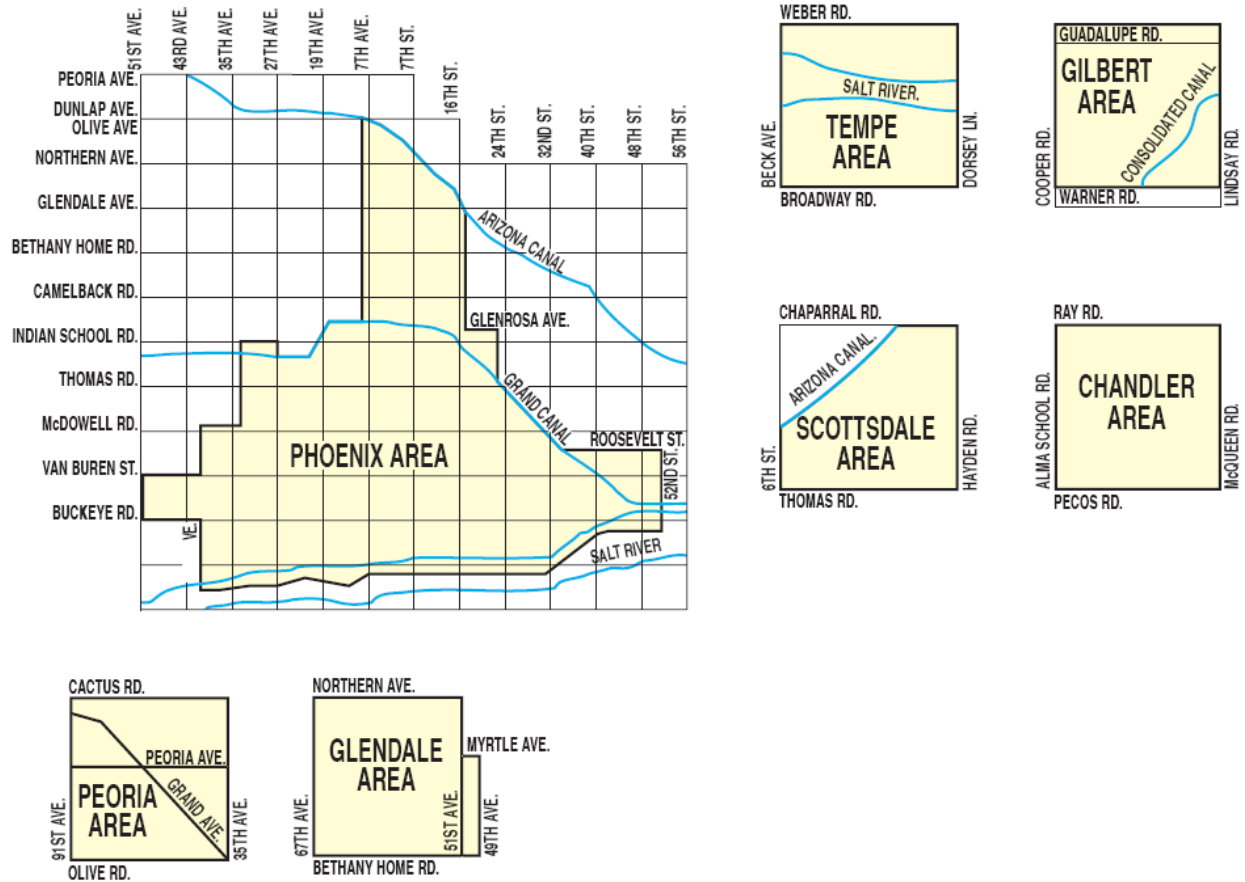 51ST AVE.
43RD AVE.
35TH AVE.
27TH AVE.
19TH AVE.
7TH AVE.
7TH ST.
16TH ST.
24TH ST.
32ND ST.
40TH ST.
48TH ST.
56TH ST.
PEORIA AVE.
DUNLAP AVE.
OLIVE AVE
NORTHERN AVE.
GLENDALE AVE.
BETHANY HOME RD.
CAMELBACK RD.
INDIAN SCHOOL RD.
THOMAS RD.
McDOWELL RD.
VAN BUREN ST.
BUCKEYE RD.
VE.
ARIZONA CANAL
GLENROSA AVE.
GRAND CANAL
ROOSEVELT ST.
52ND ST.
PHOENIX AREA
SALT RIVER
WEBER RD.
SALT RIVER.
TEMPE
AREA
BECK AVE.
DORSEY LN.
BROADWAY RD.
GUADALUPE RD.
GILBERT
AREA
CONSOLIDATED CANAL
COOPER RD.
LINDSAY RD.
WARNER RD.
CHAPARRAL RD.
ARIZONA CANAL.
SCOTTSDALE
AREA
6TH ST.
HAYDEN RD.
THOMAS RD.
RAY RD.
CHANDLER
AREA
ALMA SCHOOL RD.
McQUEEN RD.
PECOS RD.
CACTUS RD.
PEORIA AVE.
GRAND AVE.
PEORIA
AREA
91ST AVE.
35TH AVE.
OLIVE RD.
NORTHERN AVE.
GLENDALE
AREA
MYRTLE AVE.
67TH AVE.
51ST AVE.
49TH AVE.
BETHANY HOME RD.